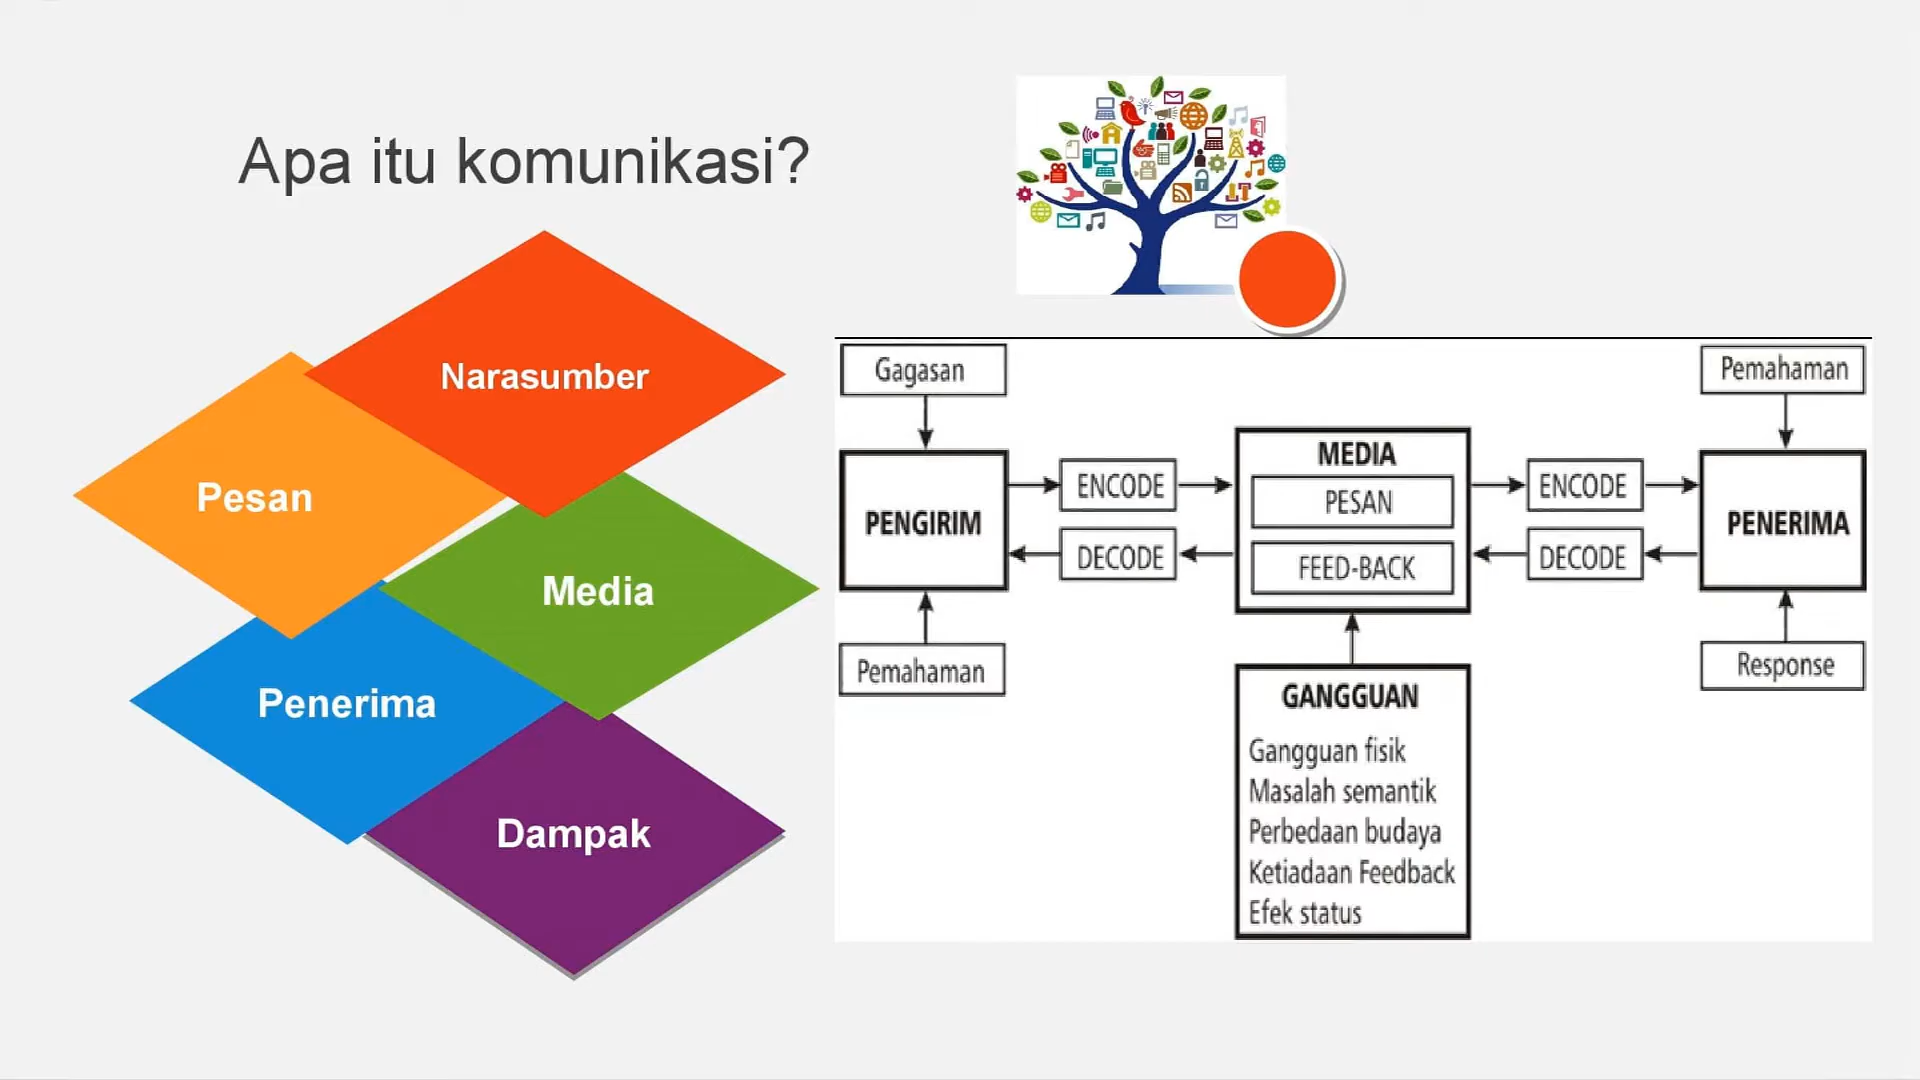 Apa itu komunikasi?
Narasumber
Pesan
Media
Penerima
Dampak
Gagasan
Pemahaman
PENGIRIM
ENCODE
DECODE
MEDIA
PESAN
FEED-BACK
ENCODE
DECODE
PENERIMA
Pemahaman
Response
GANGGUAN
Gangguan fisik
Masalah semantik
Perbedaan budaya
Ketiadaan Feedback
Efek status